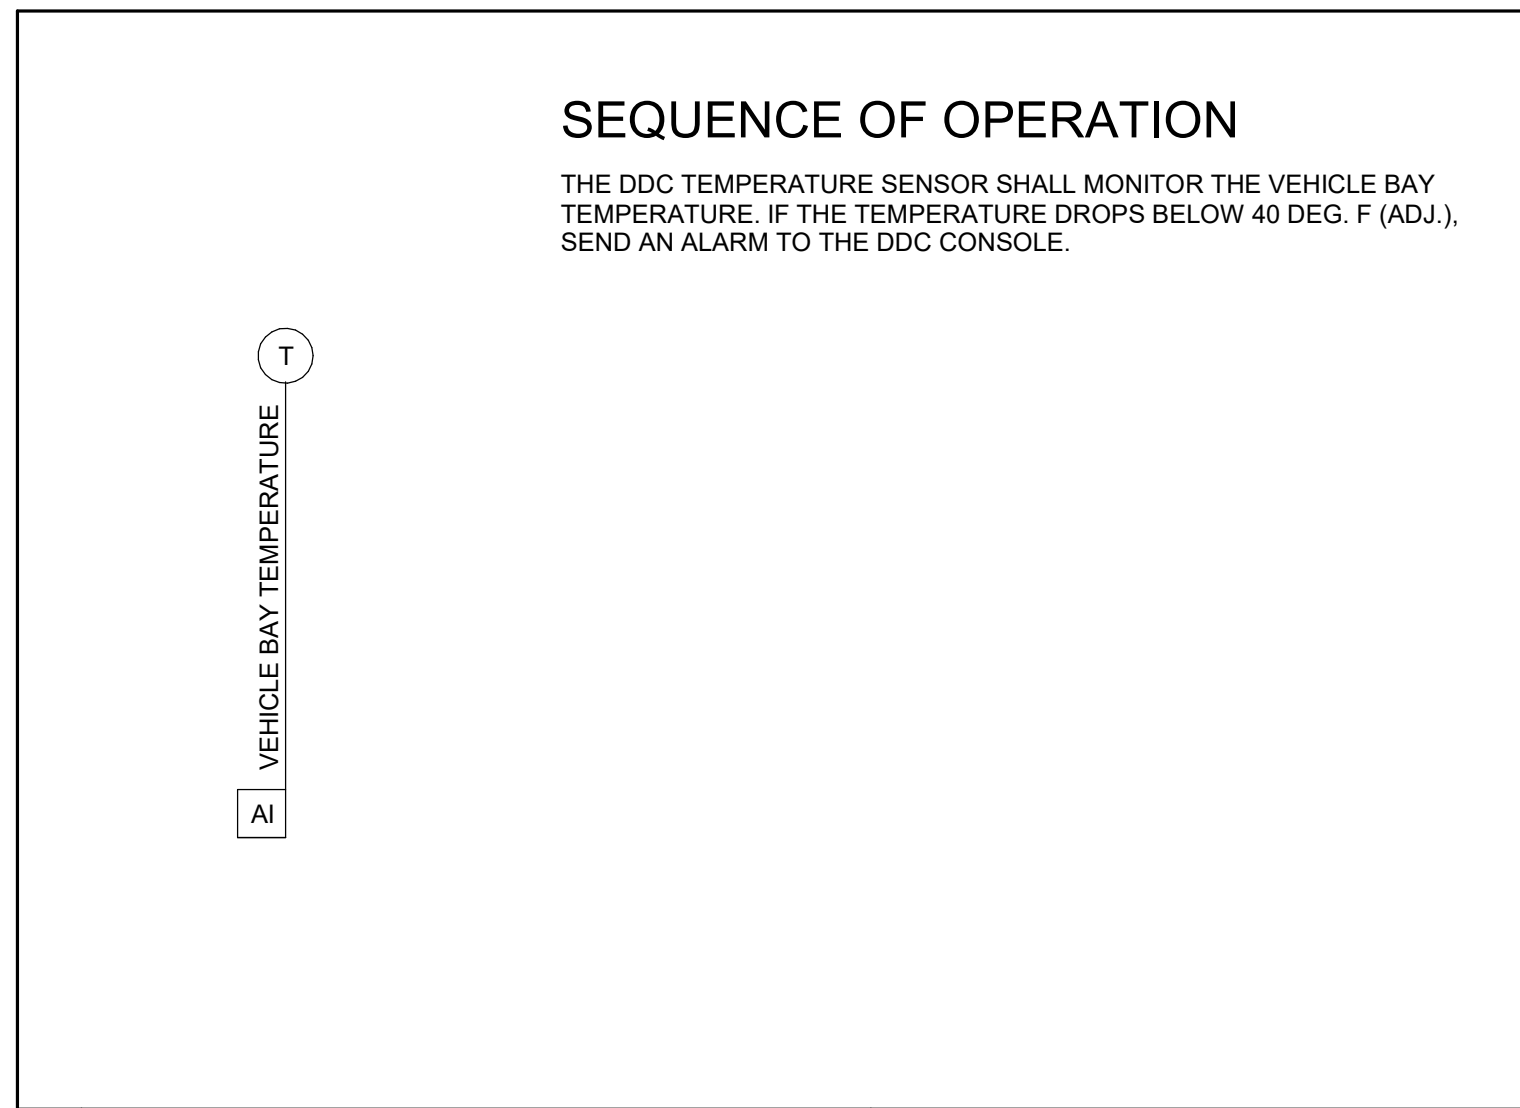 SEQUENCE OF OPERATION
THE DDC TEMPERATURE SENSOR SHALL MONITOR THE VEHICLE BAY
TEMPERATURE. IF THE TEMPERATURE DROPS BELOW 40 DEG. F (ADJ.),
SEND AN ALARM TO THE DDC CONSOLE.
T
VEHICLE BAY TEMPERATURE
AI